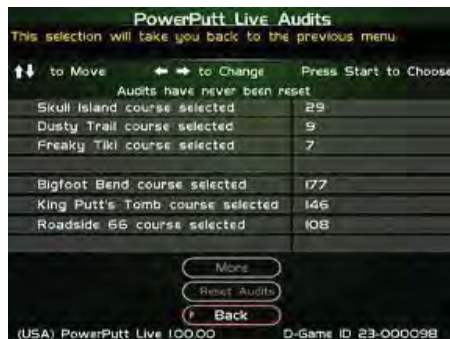 PowerPutt Live Audits
This selection will take you back to the previous menu
to Move to Change Press Start to Choose
Audits have never been reset
Skull Island course selected 29
Dusty Trail course selected 9
Freaky Tiki course selected 7
Bigfoot Bend course selected 177
King Putt's Tomb course selected 146
Roadside 66 course selected 108
More
Reset Audits
Back
(USA) PowerPutt Live 1.00.00 D-Game ID 23-000098